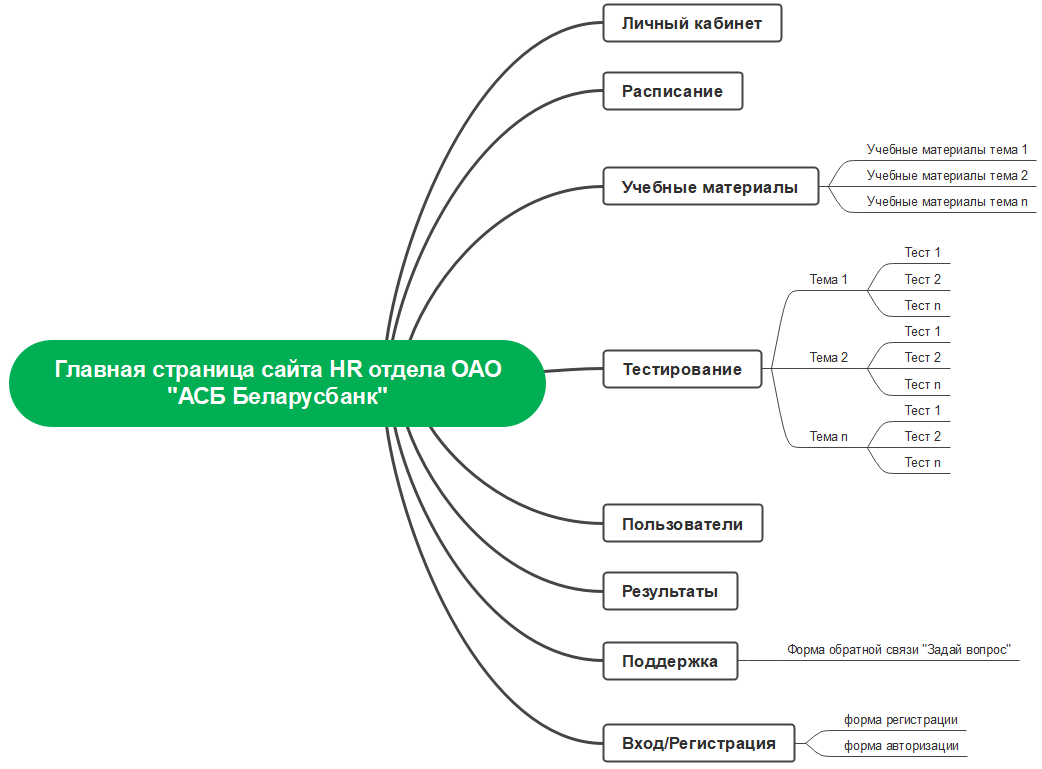 Личный кабинет
Расписание
Учебные материалы
Учебные материалы тема 1
Учебные материалы тема 2
Учебные материалы тема n
Главная страница сайта HR отдела ОАО
"АСБ Беларусбанк"
Тестирование
Тема 1
Тест 1
Тест 2
Тест n
Тема 2
Тест 1
Тест 2
Тест n
Тема n
Тест 1
Тест 2
Тест n
Пользователи
Результаты
Поддержка
Форма обратной связи "Задай вопрос"
Вход/Регистрация
форма регистрации
форма авторизации